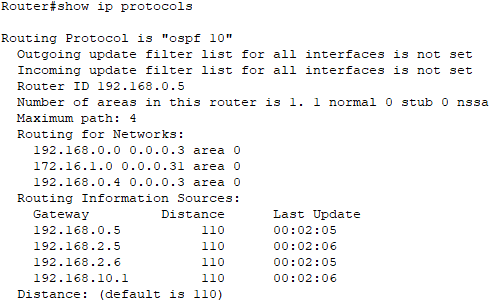 Router#show ip protocols
Routing Protocol is "ospf 10"
Outgoing update filter list for all interfaces is not set
Incoming update filter list for all interfaces is not set
Router ID 192.168.0.5
Number of areas in this router is 1. 1 normal 0 stub 0 nssa
Maximum path: 4
Routing for Networks:
192.168.0.0 0.0.0.3 area 0
172.16.1.0 0.0.0.31 area 0
192.168.0.4 0.0.0.3 area 0
Routing Information Sources:
Gateway Distance Last Update
192.168.0.5 110 00:02:05
192.168.2.5 110 00:02:06
192.168.2.6 110 00:02:05
192.168.10.1 110 00:02:06
Distance: (default is 110)